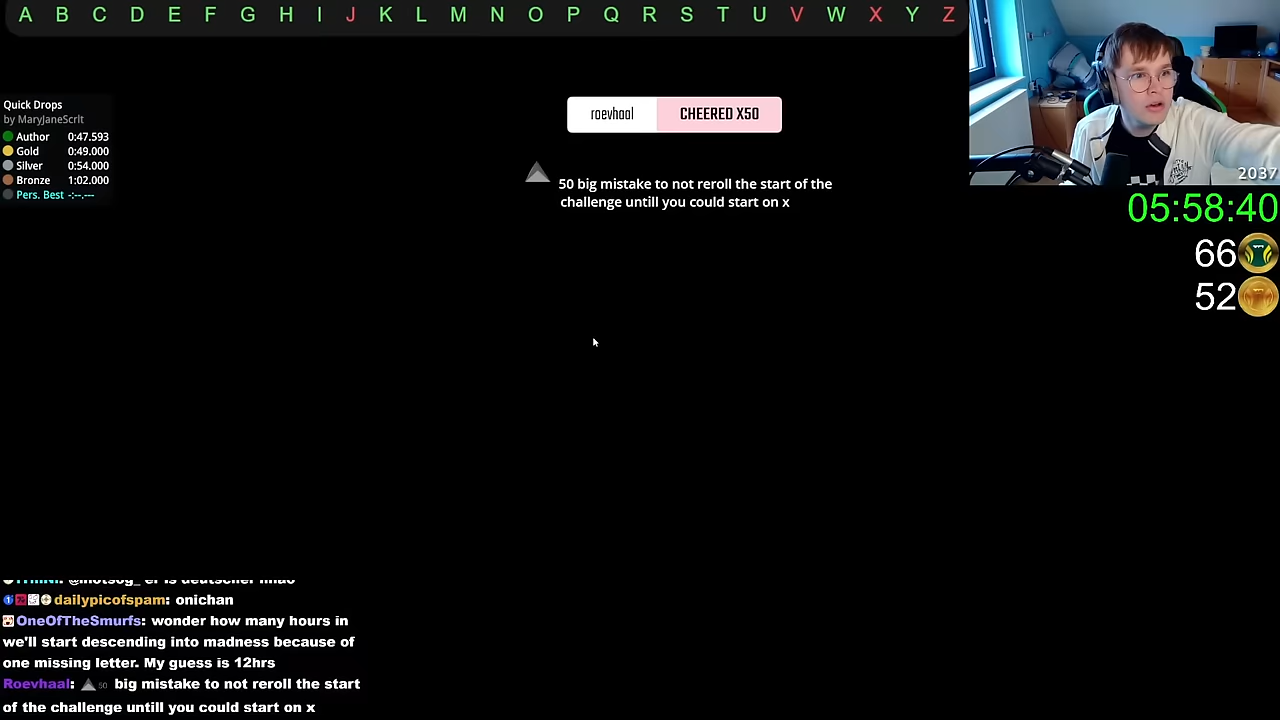 A B C D E F G H I J K L M N O P Q R S T U V W X Y Z
Quick Drops
by MaryJaneScrit
Author 0:47.593
Gold 0:49.000
Silver 0:54.000
Bronze 1:02.000
Pers. Best -:--.---
roevhaal CHEERED X50
50 big mistake to not reroll the start of the
challenge untill you could start on x
2037
05:58:40
66
52
er is deutscher lmao
dailypicofspam: onichan
OneOfTheSmurfs: wonder how many hours in
we'll start descending into madness because of
one missing letter. My guess is 12hrs
Roevhaal: 50 big mistake to not reroll the start
of the challenge untill you could start on x